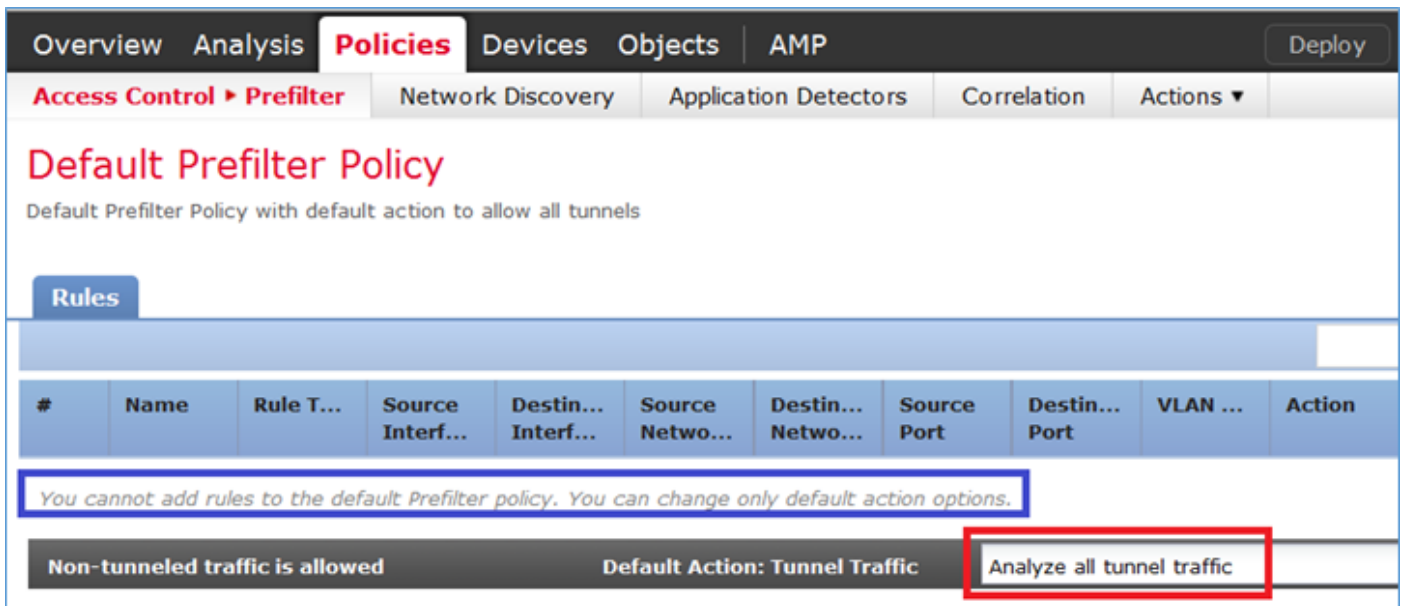 Overview Analysis Policies Devices Objects AMP Deploy
Access Control ▸ Prefilter Network Discovery Application Detectors Correlation Actions ▼
Default Prefilter Policy
Default Prefilter Policy with default action to allow all tunnels
Rules
# Name Rule T... Source Interf... Destin... Interf... Source Netwo... Destin... Netwo... Source Port Destin... Port VLAN ... Action
You cannot add rules to the default Prefilter policy. You can change only default action options.
Non-tunneled traffic is allowed Default Action: Tunnel Traffic Analyze all tunnel traffic